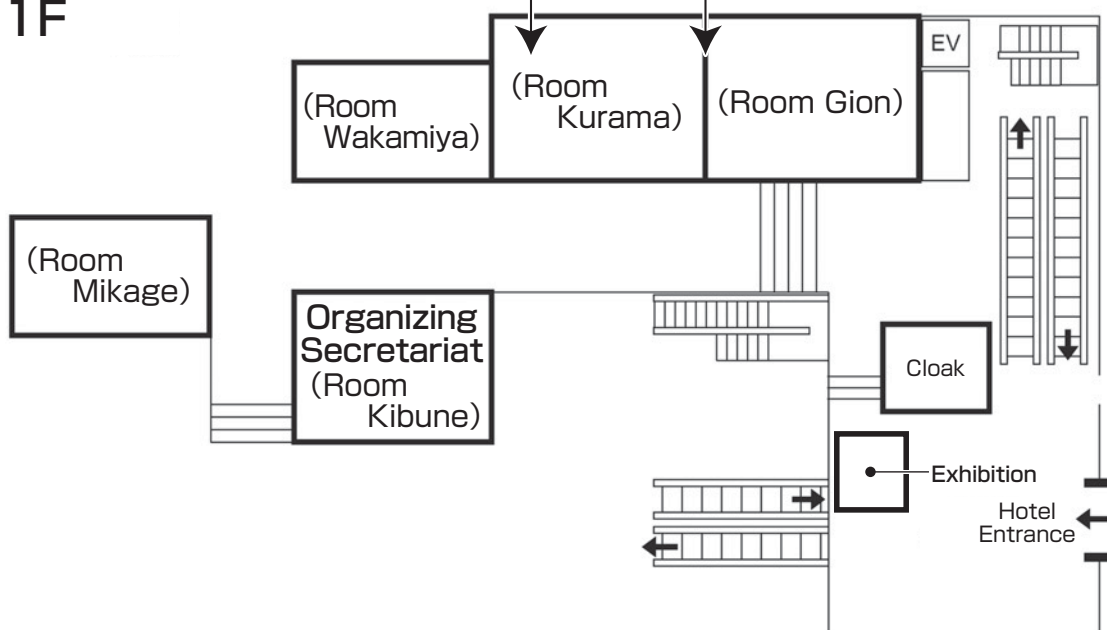 1F
EV
(Room
Wakamiya)
(Room
Kurama)
(Room Gion)
(Room
Mikage)
Organizing
Secretariat
(Room
Kibune)
Cloak
Exhibition
Hotel
Entrance